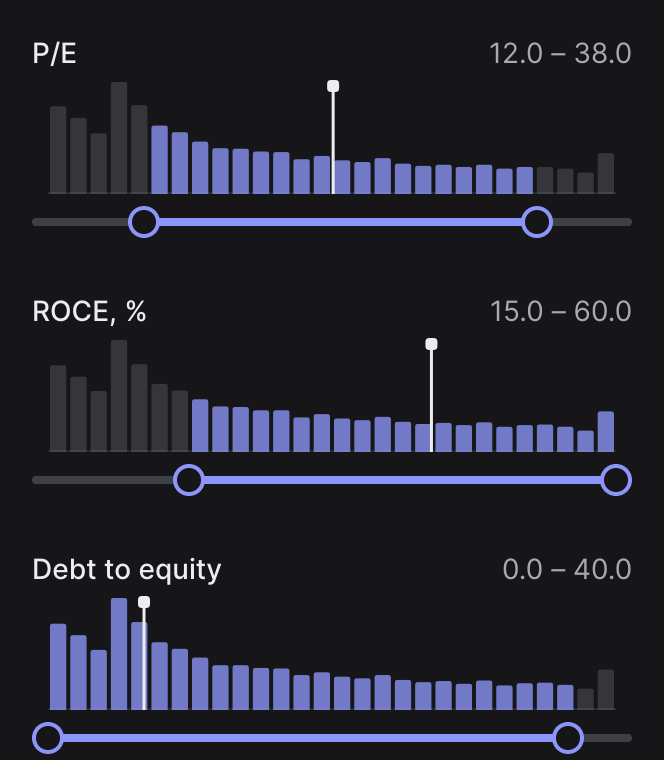 P/E 12.0 – 38.0
ROCE, % 15.0 – 60.0
Debt to equity 0.0 – 40.0